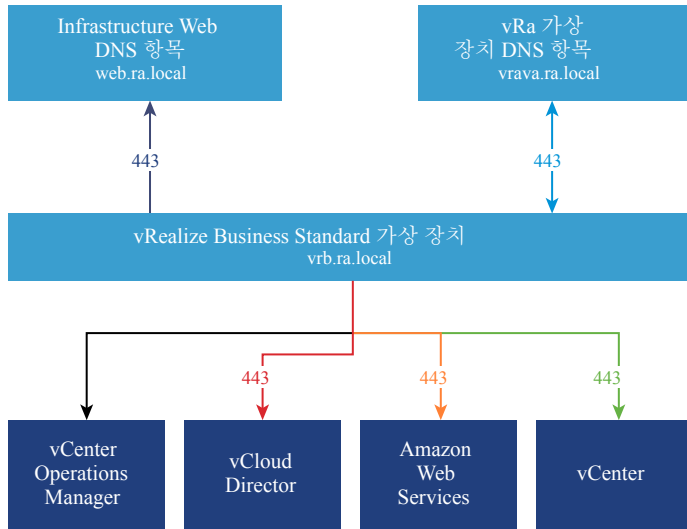 Infrastructure Web
DNS 항목
web.ra.local
vRa 가상
장치 DNS 항목
vrava.ra.local
443
443
vRealize Business Standard 가상 장치
vrb.ra.local
443
443
443
vCenter
Operations
Manager
vCloud
Director
Amazon
Web
Services
vCenter